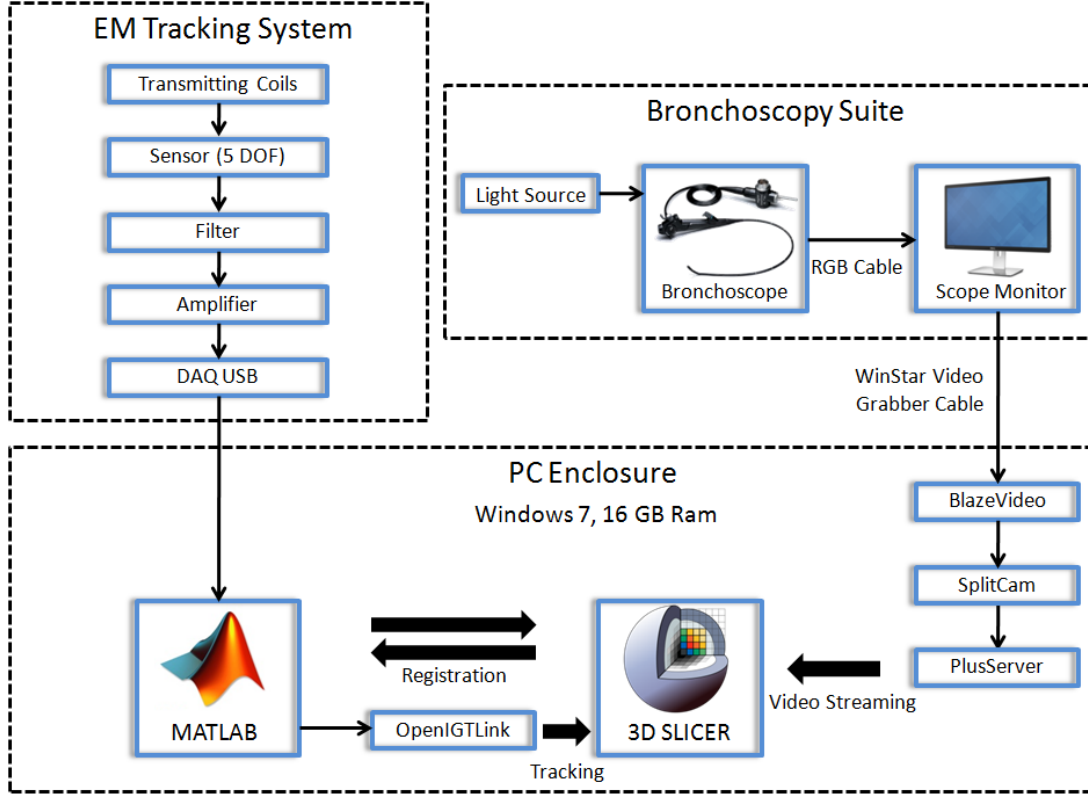 EM Tracking System
Transmitting Coils
Sensor (5 DOF)
Filter
Amplifier
DAQ USB
Bronchoscopy Suite
Light Source
Bronchoscope
RGB Cable
Scope Monitor
WinStar Video
Grabber Cable
PC Enclosure
Windows 7, 16 GB Ram
BlazeVideo
SplitCam
PlusServer
Video Streaming
Registration
MATLAB
OpenIGTLink
Tracking
3D SLICER